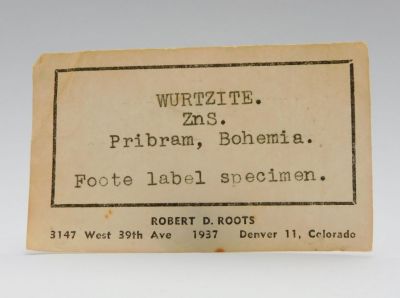 WURTZITE.
ZnS.
Pribram, Bohemia.
Foote label specimen.
ROBERT D. ROOTS
3147 West 39th Ave 1937 Denver 11, Colorado